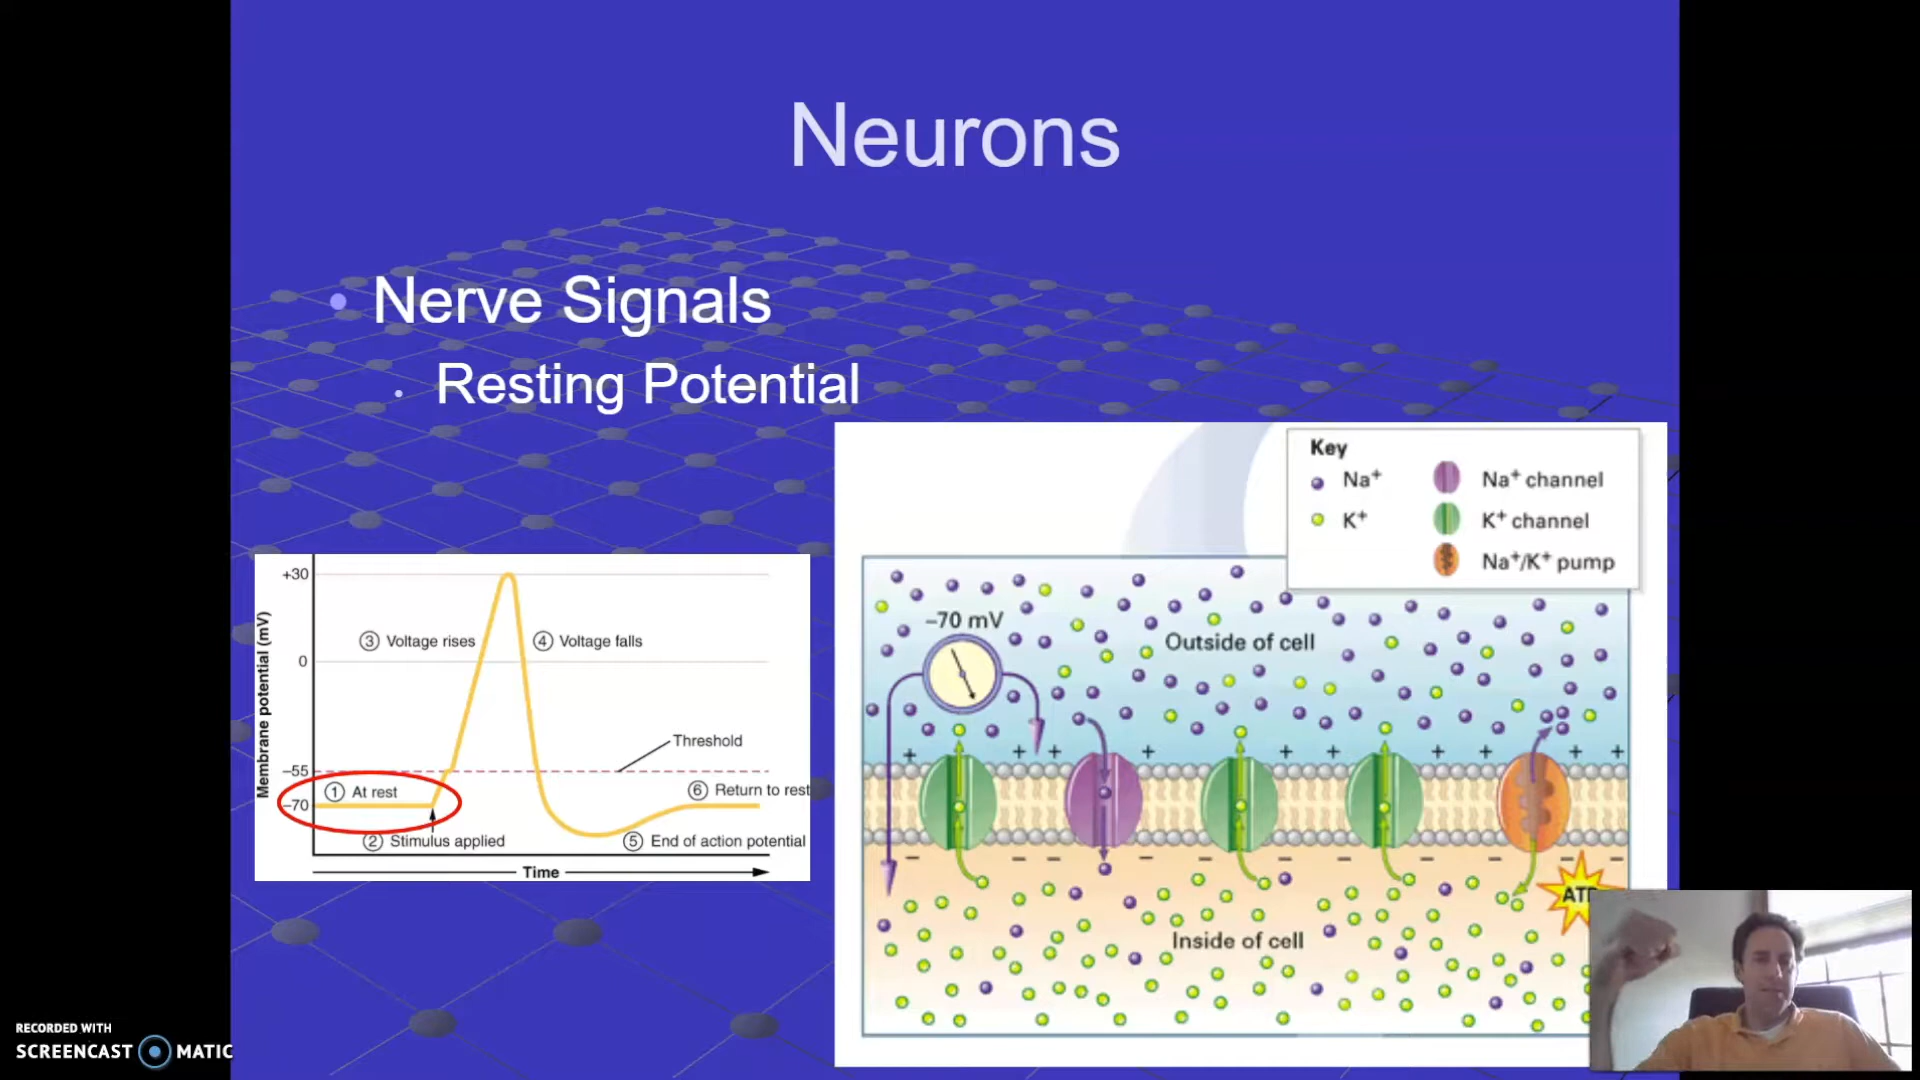 Neurons
Nerve Signals
Resting Potential
Key
Na⁺
Na⁺ channel
K⁺
K⁺ channel
Na⁺/K⁺ pump
–70 mV
Outside of cell
+ + + + + + + + + +
– – – – – – – – – –
Inside of cell
Membrane potential (mV)
+30
③ Voltage rises
④ Voltage falls
0
Threshold
–55
① At rest
–70
⑥ Return to rest
② Stimulus applied
⑤ End of action potential
Time
RECORDED WITH
SCREENCAST MATIC